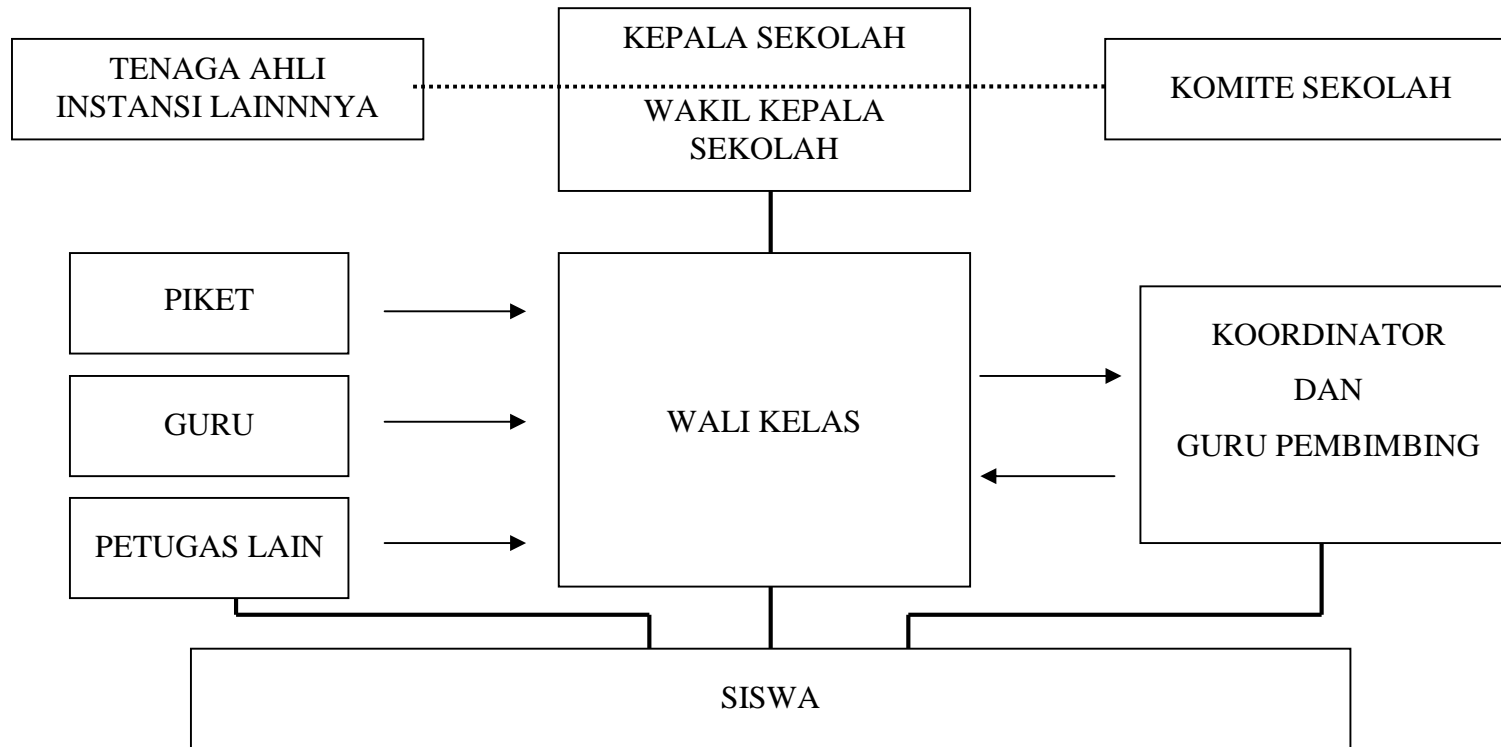 KEPALA SEKOLAH
TENAGA AHLI
INSTANSI LAINNNYA
WAKIL KEPALA
SEKOLAH
KOMITE SEKOLAH
PIKET
GURU
PETUGAS LAIN
WALI KELAS
KOORDINATOR
DAN
GURU PEMBIMBING
SISWA